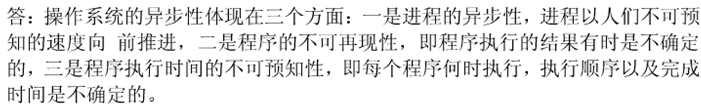 答：操作系统的异步性体现在三个方面：一是进程的异步性，进程以人们不可预
知的速度向 前推进，二是程序的不可再现性，即程序执行的结果有时是不确定
的，三是程序执行时间的不可预知性，即每个程序何时执行，执行顺序以及完成
时间是不确定的。